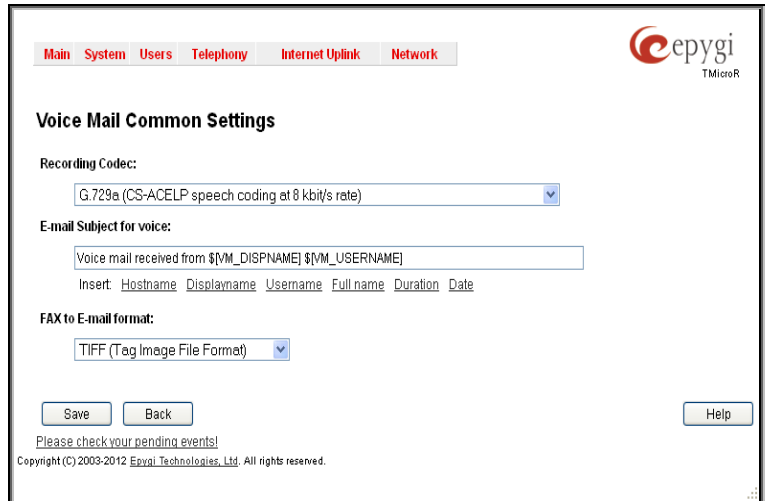 Main System Users Telephony Internet Uplink Network
epygi
TMicroR
Voice Mail Common Settings
Recording Codec:
G.729a (CS-ACELP speech coding at 8 kbit/s rate)
E-mail Subject for voice:
Voice mail received from $[VM_DISPNAME] $[VM_USERNAME]
Insert: Hostname Displayname Username Full name Duration Date
FAX to E-mail format:
TIFF (Tag Image File Format)
Save Back Help
Please check your pending events!
Copyright (C) 2003-2012 Epygi Technologies, Ltd. All rights reserved.